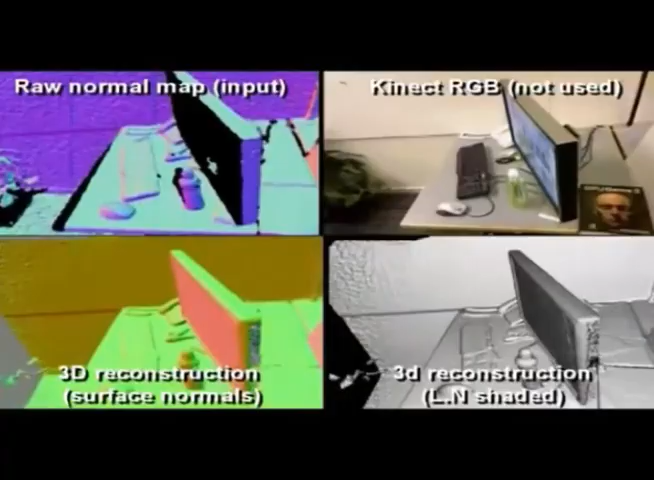 Raw normal map (input)
Kinect RGB (not used)
3D reconstruction
(surface normals)
3d reconstruction
(L.N shaded)